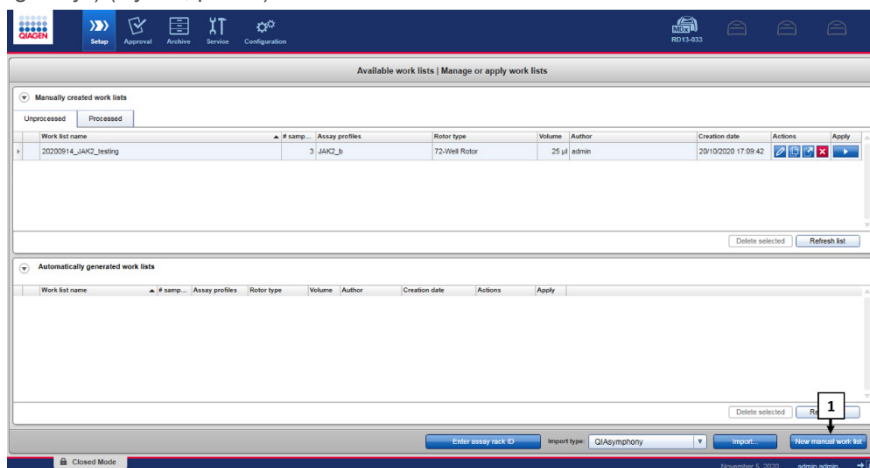 QIAGEN
Setup Approval Archive Service Configuration
MDx
RD13-033
Available work lists | Manage or apply work lists
Manually created work lists
Unprocessed Processed
Work list name # samp... Assay profiles Rotor type Volume Author Creation date Actions Apply
20200914_JAK2_testing 3 JAK2_b 72-Well Rotor 25 µl admin 20/10/2020 17:09:42
Delete selected Refresh list
Automatically generated work lists
Work list name # samp... Assay profiles Rotor type Volume Author Creation date Actions Apply
Delete selected
1
Enter assay rack ID Import type: QIAsymphony Import... New manual work list
Closed Mode November 5, 2020 admin admin